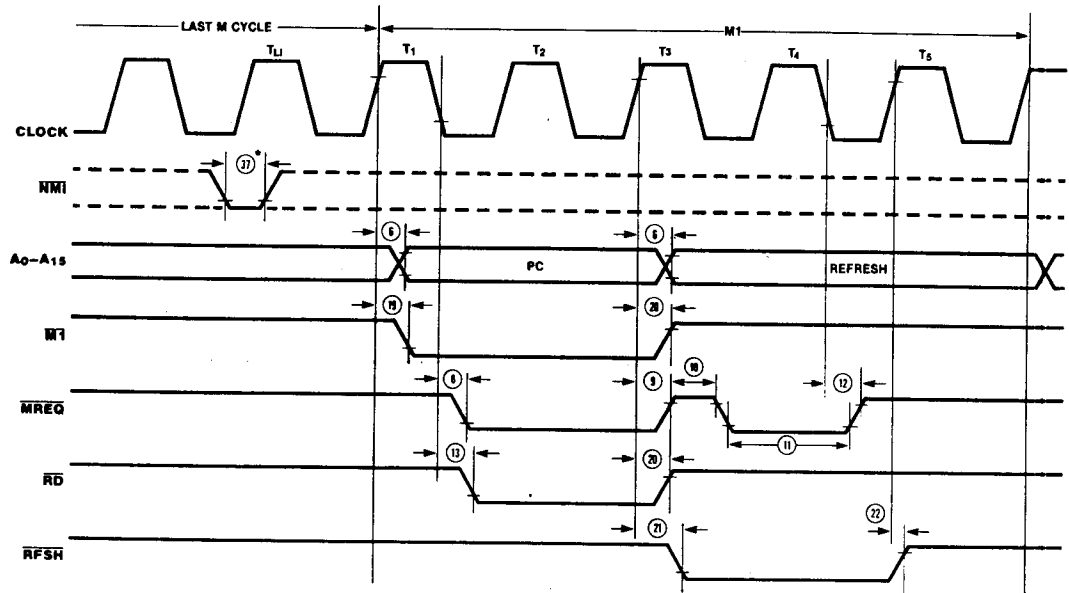 LAST M CYCLE
M1
TLI
T1
T2
T3
T4
T5
CLOCK
37*
NMI
6
6
A0–A15
PC
REFRESH
19
20
M1
8
9
10
12
MREQ
11
13
20
RD
21
22
RFSH